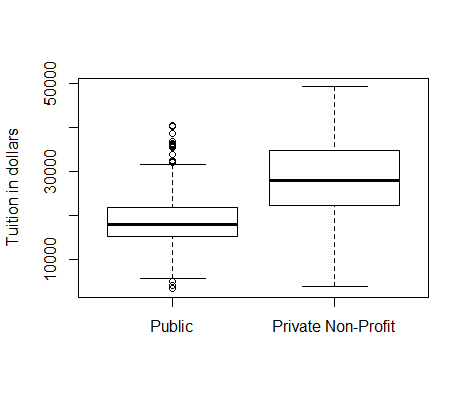 Tuition in dollars
50000
30000
10000
Public
Private Non-Profit